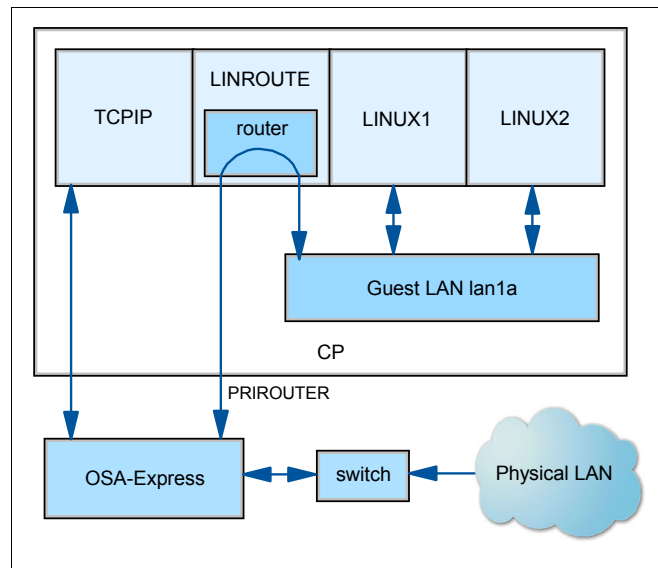 TCPIP
LINROUTE
router
LINUX1
LINUX2
Guest LAN lan1a
CP
PRIROUTER
OSA-Express
switch
Physical LAN